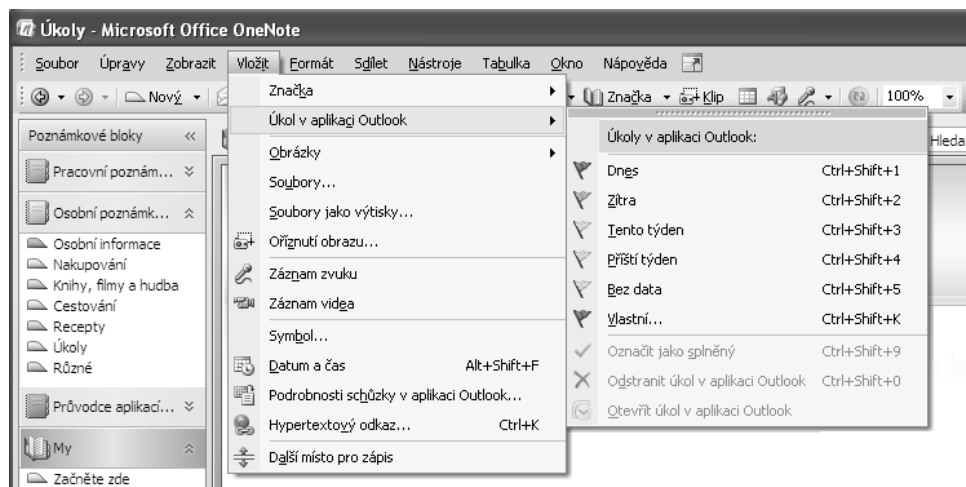 Úkoly - Microsoft Office OneNote
Soubor Úpravy Zobrazit Vložit Formát Sdílet Nástroje Tabulka Okno Nápověda
Nový Značka Klip 100%
Poznámkové bloky
Pracovní poznám...
Osobní poznámk...
Osobní informace
Nakupování
Knihy, filmy a hudba
Cestování
Recepty
Úkoly
Různé
Průvodce aplikací...
My
Začněte zde
Značka
Úkol v aplikaci Outlook
Obrázky
Soubory...
Soubory jako výtisky...
Oříznutí obrazu...
Záznam zvuku
Záznam videa
Symbol...
Datum a čas Alt+Shift+F
Podrobnosti schůzky v aplikaci Outlook...
Hypertextový odkaz... Ctrl+K
Další místo pro zápis
Úkoly v aplikaci Outlook:
Dnes Ctrl+Shift+1
Zítra Ctrl+Shift+2
Tento týden Ctrl+Shift+3
Příští týden Ctrl+Shift+4
Bez data Ctrl+Shift+5
Vlastní... Ctrl+Shift+K
Označit jako splněný Ctrl+Shift+9
Odstranit úkol v aplikaci Outlook Ctrl+Shift+0
Otevřít úkol v aplikaci Outlook
Hleda